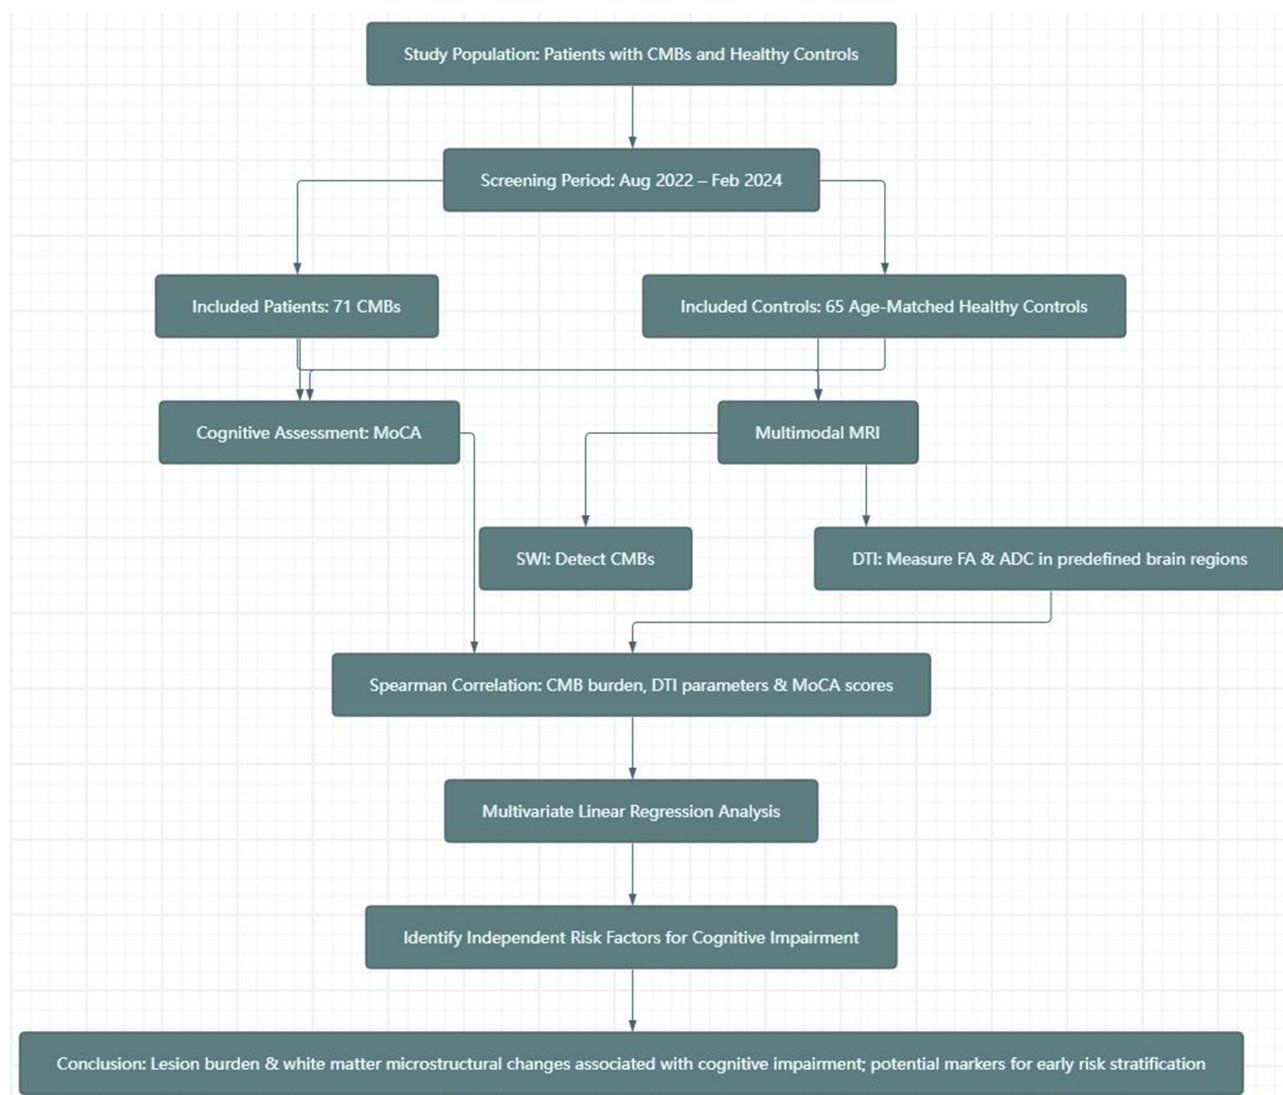 Study Population: Patients with CMBs and Healthy Controls
Screening Period: Aug 2022 – Feb 2024
Included Patients: 71 CMBs
Included Controls: 65 Age-Matched Healthy Controls
Cognitive Assessment: MoCA
Multimodal MRI
SWI: Detect CMBs
DTI: Measure FA & ADC in predefined brain regions
Spearman Correlation: CMB burden, DTI parameters & MoCA scores
Multivariate Linear Regression Analysis
Identify Independent Risk Factors for Cognitive Impairment
Conclusion: Lesion burden & white matter microstructural changes associated with cognitive impairment; potential markers for early risk stratification